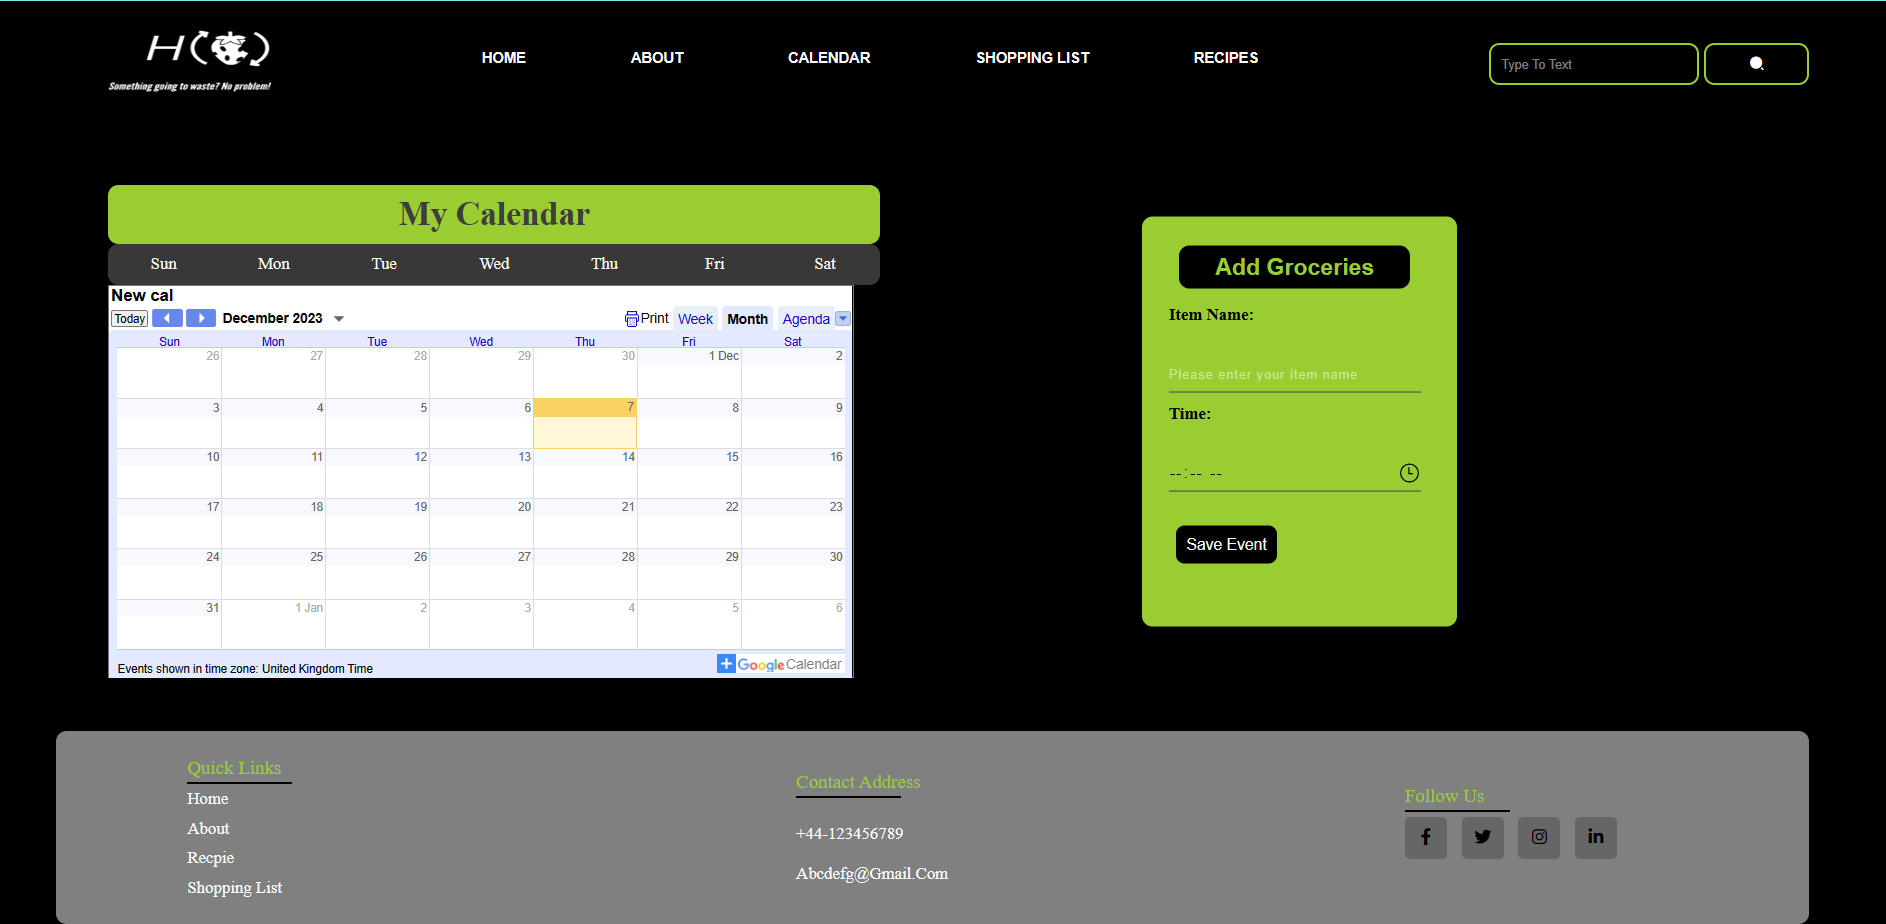 H( )
Something going to waste? No problem!
HOME
ABOUT
CALENDAR
SHOPPING LIST
RECIPES
Type To Text
My Calendar
Sun Mon Tue Wed Thu Fri Sat
New cal
Today December 2023 Print Week Month Agenda
Sun Mon Tue Wed Thu Fri Sat
26 27 28 29 30 1 Dec 2
3 4 5 6 7 8 9
10 11 12 13 14 15 16
17 18 19 20 21 22 23
24 25 26 27 28 29 30
31 1 Jan 2 3 4 5 6
Events shown in time zone: United Kingdom Time
Google Calendar
Add Groceries
Item Name:
Please enter your item name
Time:
--:-- --
Save Event
Quick Links
Home
About
Recpie
Shopping List
Contact Address
+44-123456789
Abcdefg@Gmail.Com
Follow Us